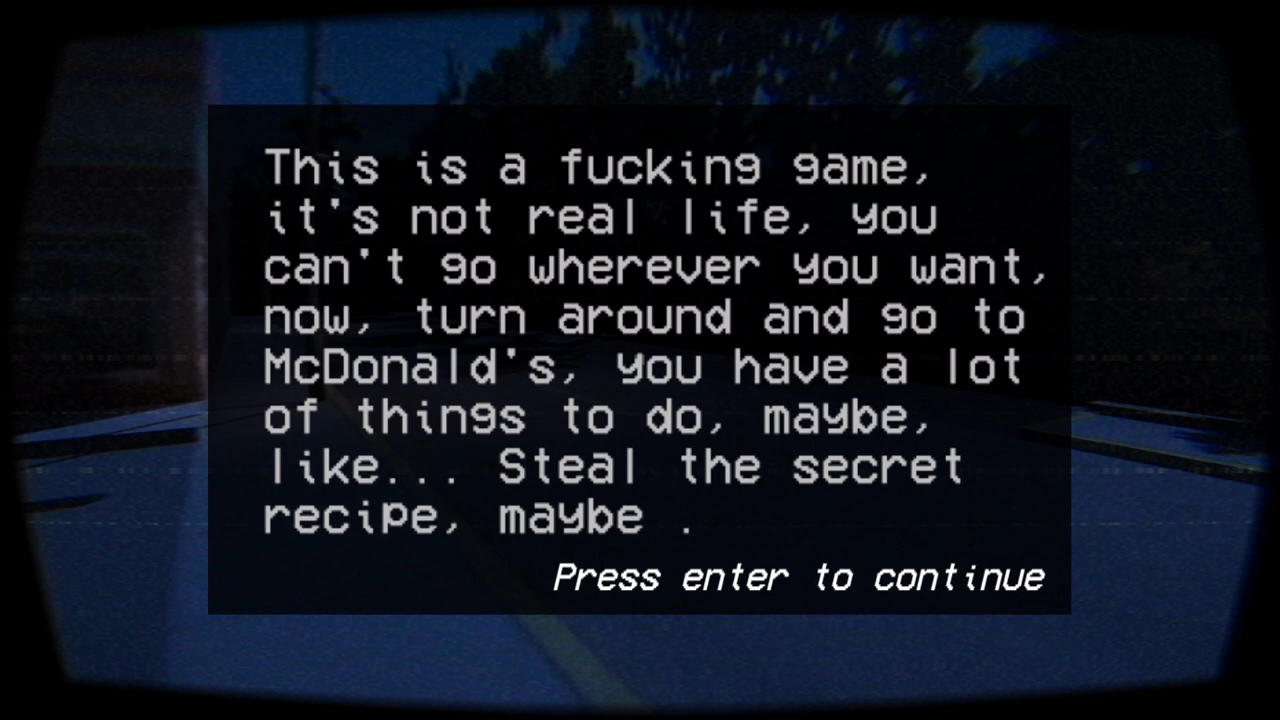 This is a fucking game,
it's not real life, you
can't go wherever you want,
now, turn around and go to
McDonald's, you have a lot
of things to do, maybe,
like... Steal the secret
recipe, maybe .
Press enter to continue